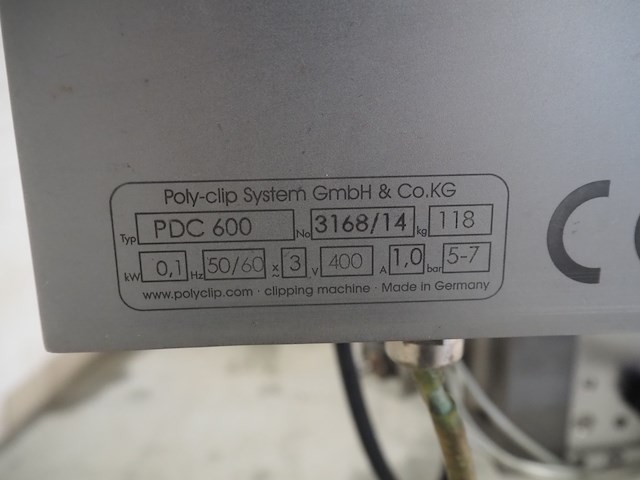 Poly-clip System GmbH & Co.KG
Typ PDC 600 No 3168/14 kg 118
kW 0,1 Hz 50/60 x 3 V 400 A 1,0 bar 5-7
www.polyclip.com · clipping machine · Made in Germany
CE